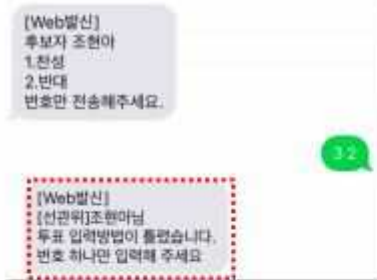 [Web발신]
후보자 조현아
1.찬성
2.반대
번호만 전송해주세요.
32
[Web발신]
[선관위]조현아님
투표 입력방법이 틀렸습니다.
번호 하나만 입력해 주세요